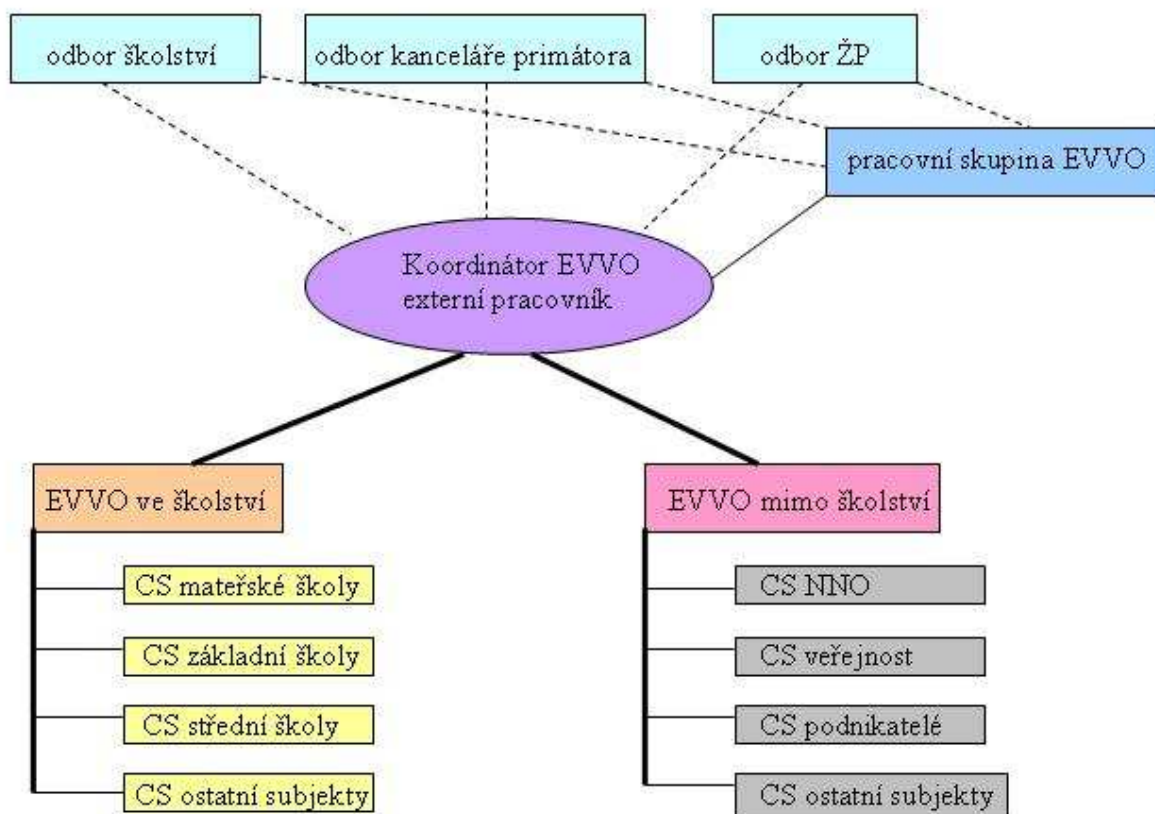 odbor školství
odbor kanceláře primátora
odbor ŽP
pracovní skupina EVVO
Koordinátor EVVO
externí pracovník
EVVO ve školství
CS mateřské školy
CS základní školy
CS střední školy
CS ostatní subjekty
EVVO mimo školství
CS NNO
CS veřejnost
CS podnikatelé
CS ostatní subjekty